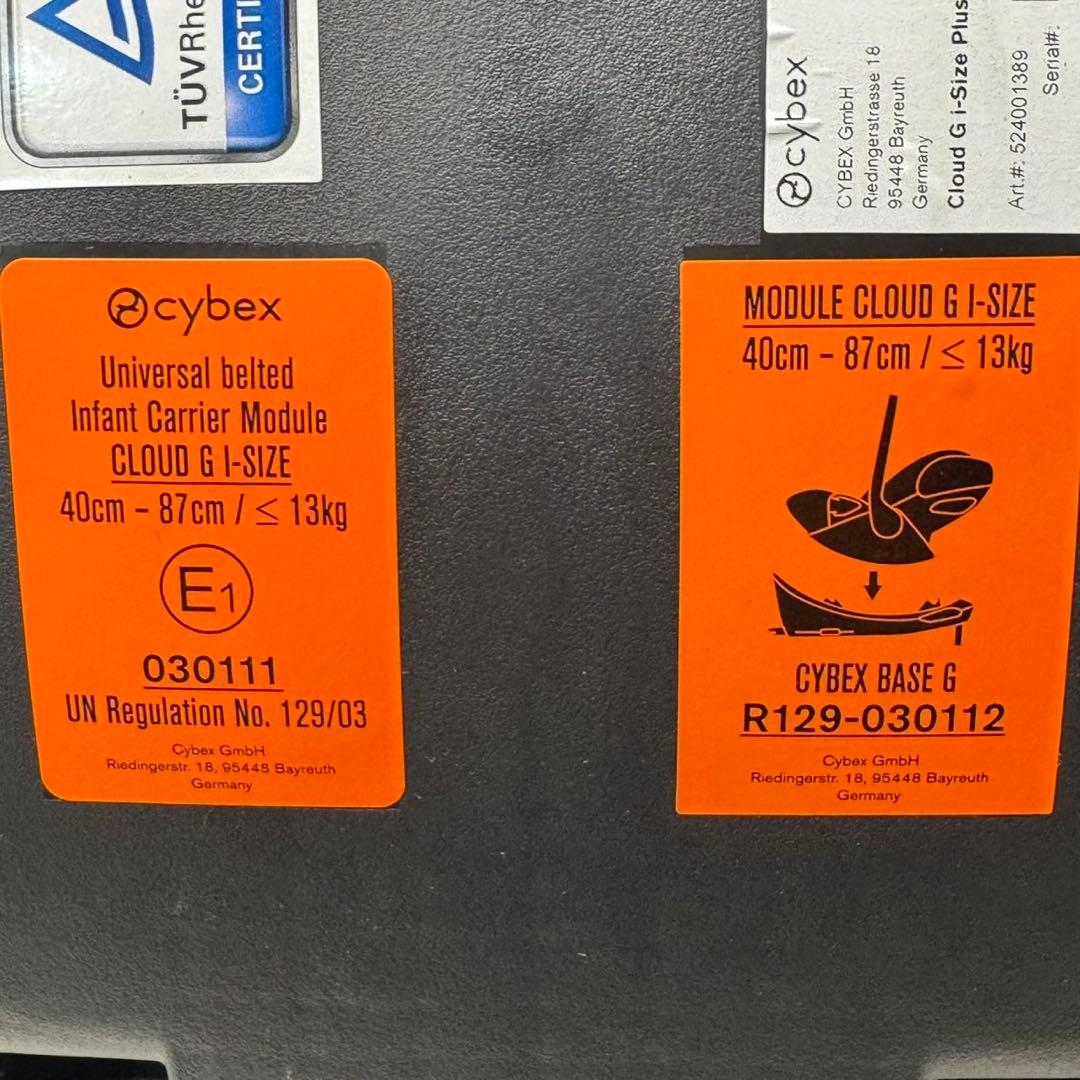 TÜVRhe
CERTI
cybex
CYBEX GmbH
Riedingerstrasse 18
95448 Bayreuth
Germany
Cloud G i-Size Plus
Art.#: 524001389
Serial#:
cybex
Universal belted
Infant Carrier Module
CLOUD G I-SIZE
40cm – 87cm / ≤ 13kg
E1
030111
UN Regulation No. 129/03
Cybex GmbH
Riedingerstr. 18, 95448 Bayreuth
Germany
MODULE CLOUD G I-SIZE
40cm – 87cm / ≤ 13kg
CYBEX BASE G
R129-030112
Cybex GmbH
Riedingerstr. 18, 95448 Bayreuth
Germany